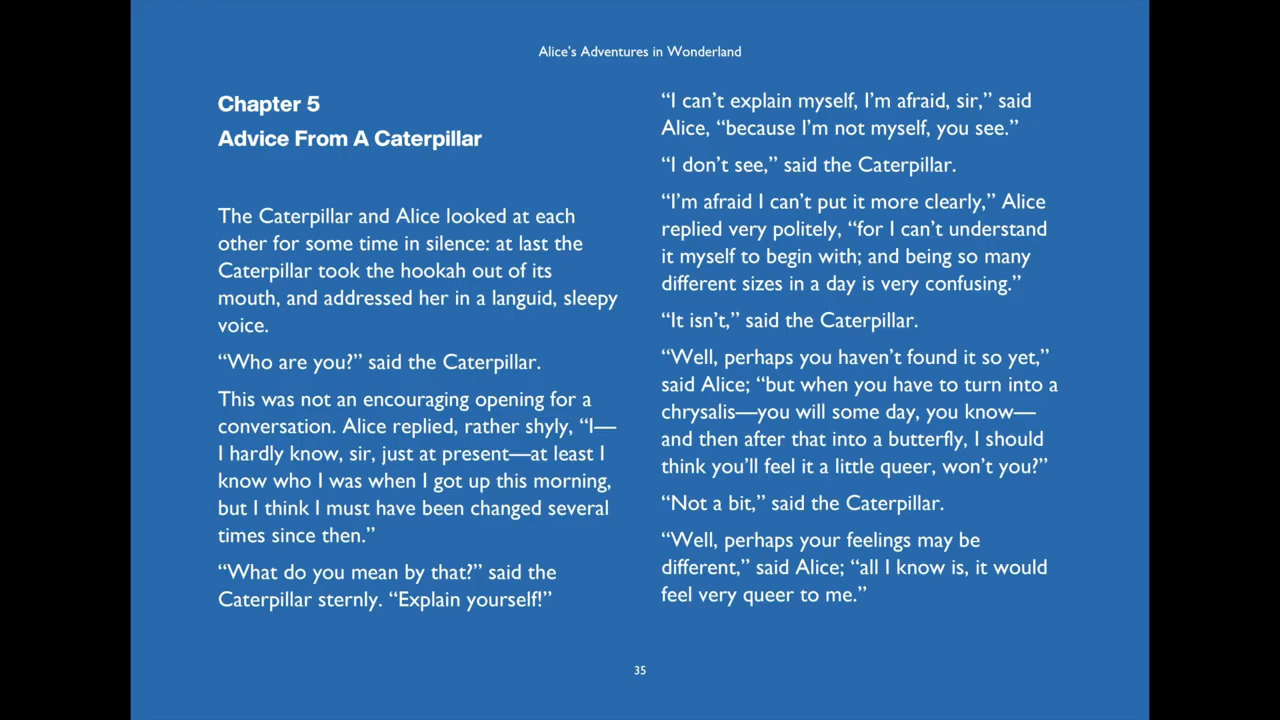 Alice’s Adventures in Wonderland
Chapter 5
Advice From A Caterpillar
The Caterpillar and Alice looked at each
other for some time in silence: at last the
Caterpillar took the hookah out of its
mouth, and addressed her in a languid, sleepy
voice.
“Who are you?” said the Caterpillar.
This was not an encouraging opening for a
conversation. Alice replied, rather shyly, “I—
I hardly know, sir, just at present—at least I
know who I was when I got up this morning,
but I think I must have been changed several
times since then.”
“What do you mean by that?” said the
Caterpillar sternly. “Explain yourself!”
“I can’t explain myself, I’m afraid, sir,” said
Alice, “because I’m not myself, you see.”
“I don’t see,” said the Caterpillar.
“I’m afraid I can’t put it more clearly,” Alice
replied very politely, “for I can’t understand
it myself to begin with; and being so many
different sizes in a day is very confusing.”
“It isn’t,” said the Caterpillar.
“Well, perhaps you haven’t found it so yet,”
said Alice; “but when you have to turn into a
chrysalis—you will some day, you know—
and then after that into a butterfly, I should
think you’ll feel it a little queer, won’t you?”
“Not a bit,” said the Caterpillar.
“Well, perhaps your feelings may be
different,” said Alice; “all I know is, it would
feel very queer to me.”
35